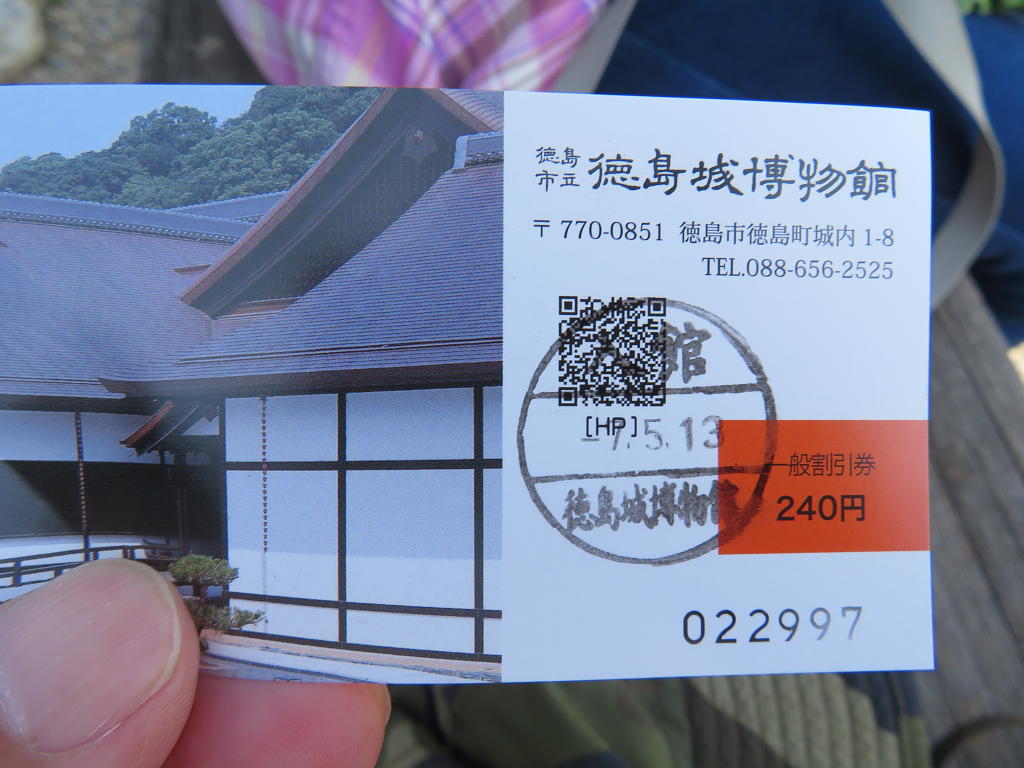 徳島
市立
徳島城博物館
〒770-0851 徳島市徳島町城内 1-8
TEL.088-656-2525
入館
[HP]
-7.5.13
徳島城博物館
一般割引券
240円
022997